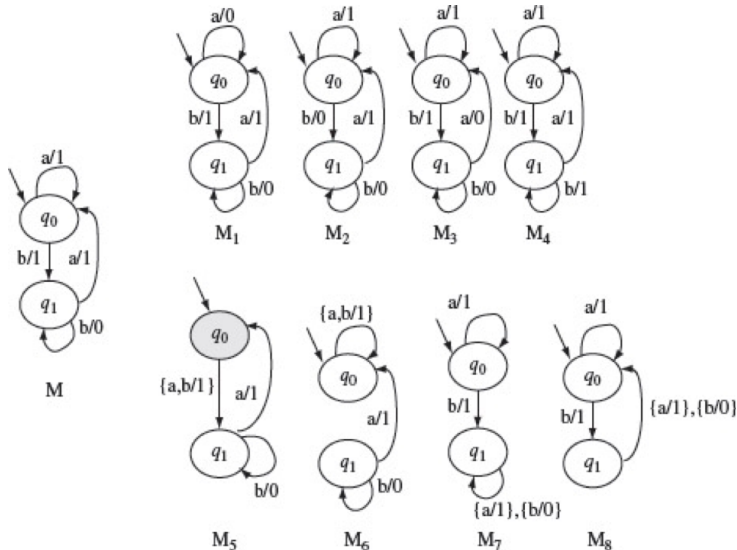 a/0 a/1 a/1 a/1
q0 q0 q0 q0
b/1 a/1 b/0 a/1 b/1 a/0 b/1 a/1
q1 q1 q1 q1
b/0 b/0 b/0 b/1
M1 M2 M3 M4
a/1
q0
b/1 a/1
q1
b/0
M
q0
{a,b/1} a/1
q1
b/0
M5
{a,b/1}
q0
a/1
q1
b/0
M6
a/1
q0
b/1
q1
{a/1},{b/0}
M7
a/1
q0
b/1 {a/1},{b/0}
q1
M8